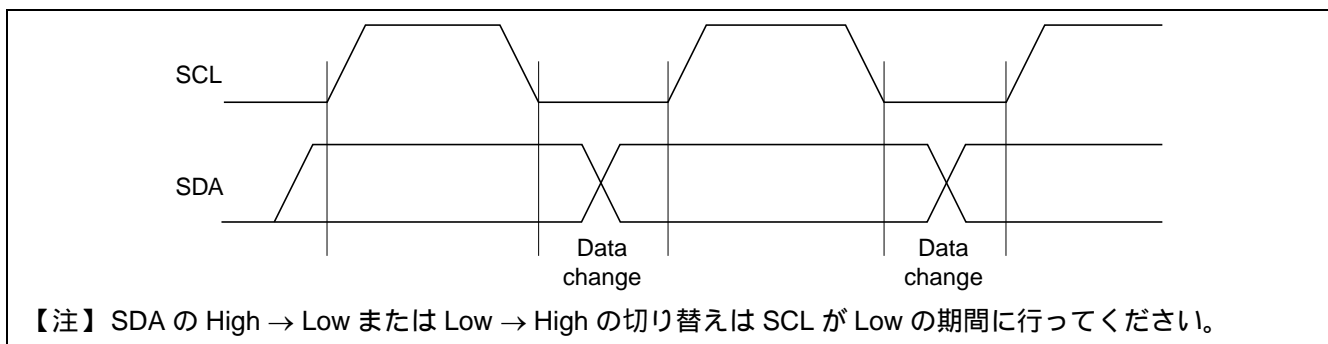 SCL
SDA
Data
change
Data
change
【注】 SDA の High → Low または Low → High の切り替えは SCL が Low の期間に行ってください。